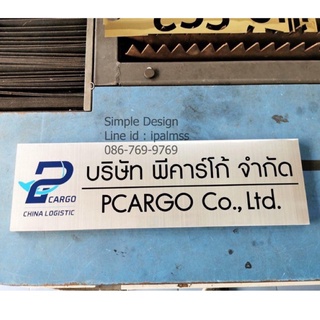 Simple Design
Line id : ipalmss
086-769-9769
CARGO
CHINA LOGISTIC
บริษัท พีคาร์โก้ จำกัด
PCARGO Co., Ltd.